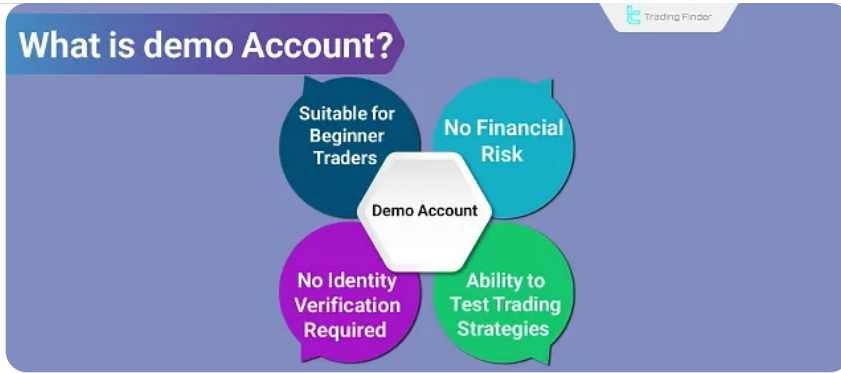 What is demo Account?
Trading Finder
Suitable for
Beginner
Traders
No Financial
Risk
Demo Account
No Identity
Verification
Required
Ability to
Test Trading
Strategies